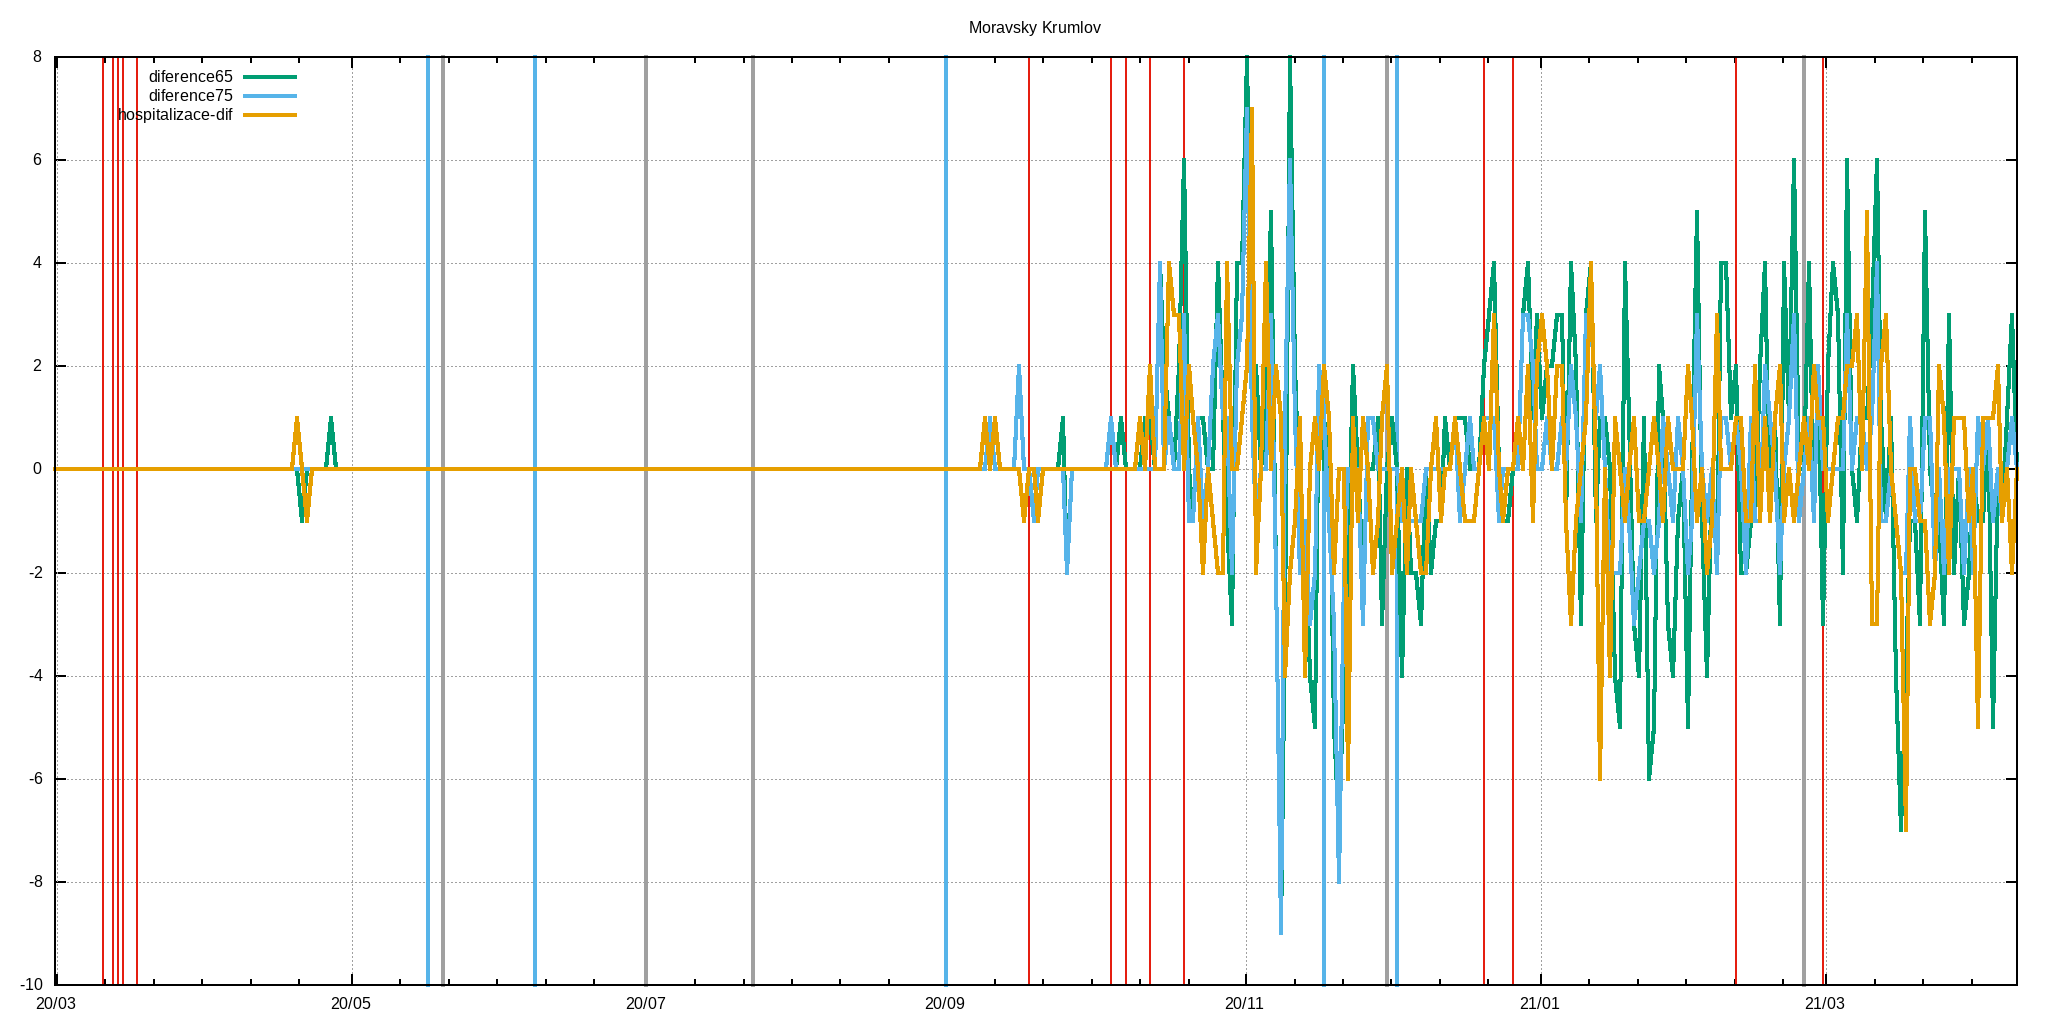 Moravsky Krumlov
8
diference65
diference75
hospitalizace-dif
6
4
2
0
-2
-4
-6
-8
-10
20/03 20/05 20/07 20/09 20/11 21/01 21/03